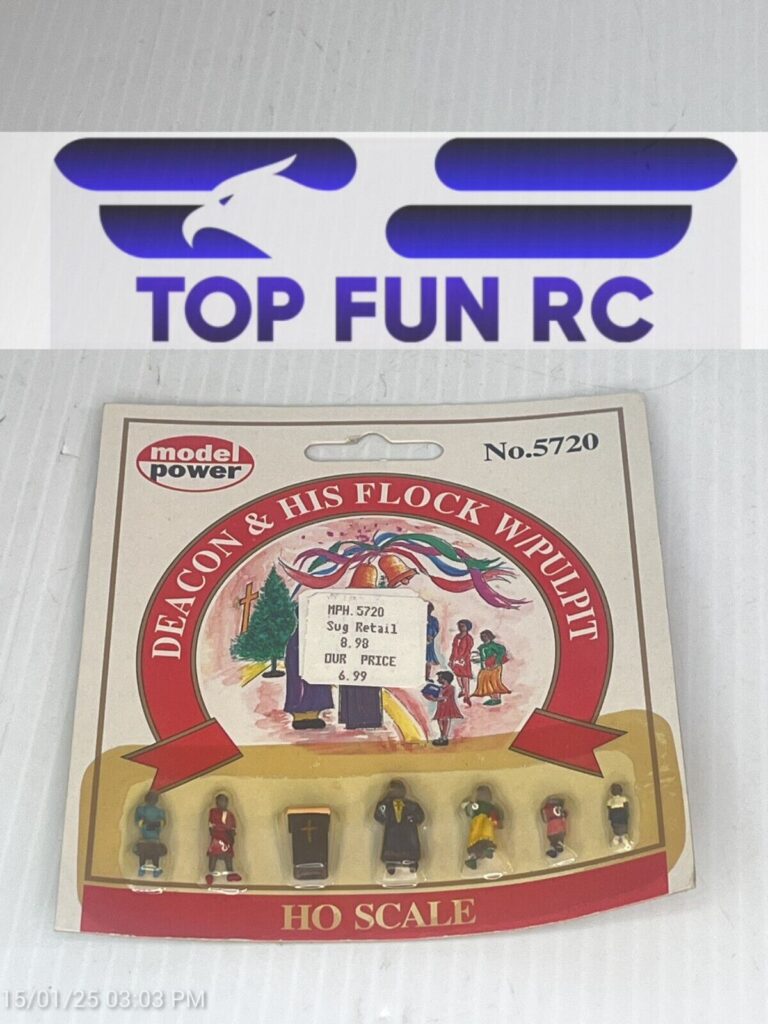 TOP FUN RC
model
power
No.5720
DEACON & HIS FLOCK W/PULPIT
MPH.5720
Sug Retail
8.98
OUR PRICE
6.99
HO SCALE
15/01/25 03:03 PM